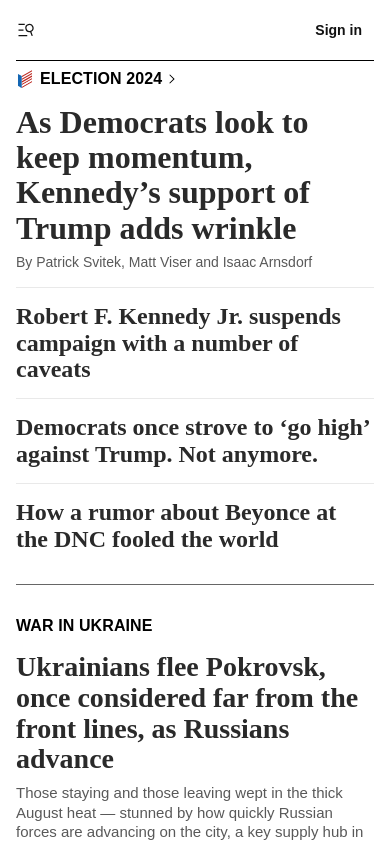 Sign in
ELECTION 2024
As Democrats look to
keep momentum,
Kennedy’s support of
Trump adds wrinkle
By Patrick Svitek, Matt Viser and Isaac Arnsdorf
Robert F. Kennedy Jr. suspends
campaign with a number of
caveats
Democrats once strove to ‘go high’
against Trump. Not anymore.
How a rumor about Beyonce at
the DNC fooled the world
WAR IN UKRAINE
Ukrainians flee Pokrovsk,
once considered far from the
front lines, as Russians
advance
Those staying and those leaving wept in the thick
August heat — stunned by how quickly Russian
forces are advancing on the city, a key supply hub in